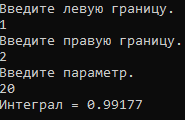 Введите левую границу.
1
Введите правую границу.
2
Введите параметр.
20
Интеграл = 0.99177